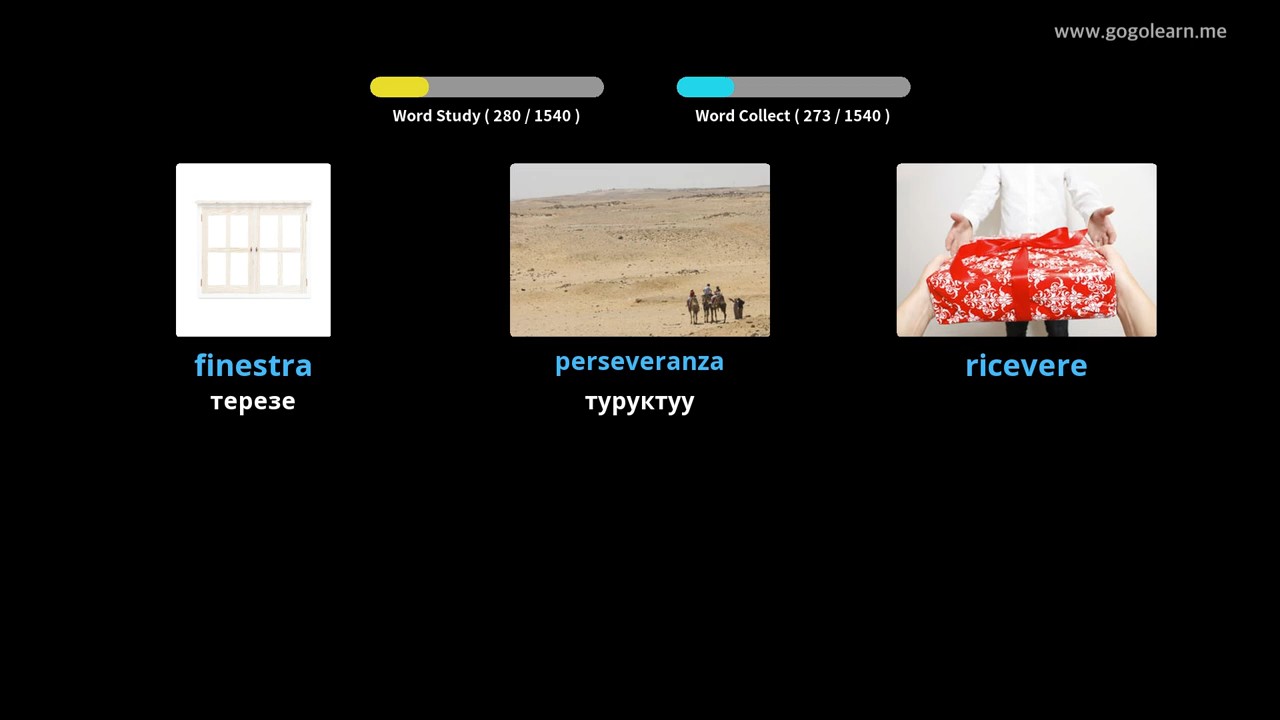 www.gogolearn.me
Word Study ( 280 / 1540 )
Word Collect ( 273 / 1540 )
finestra
терезе
perseveranza
туруктуу
ricevere